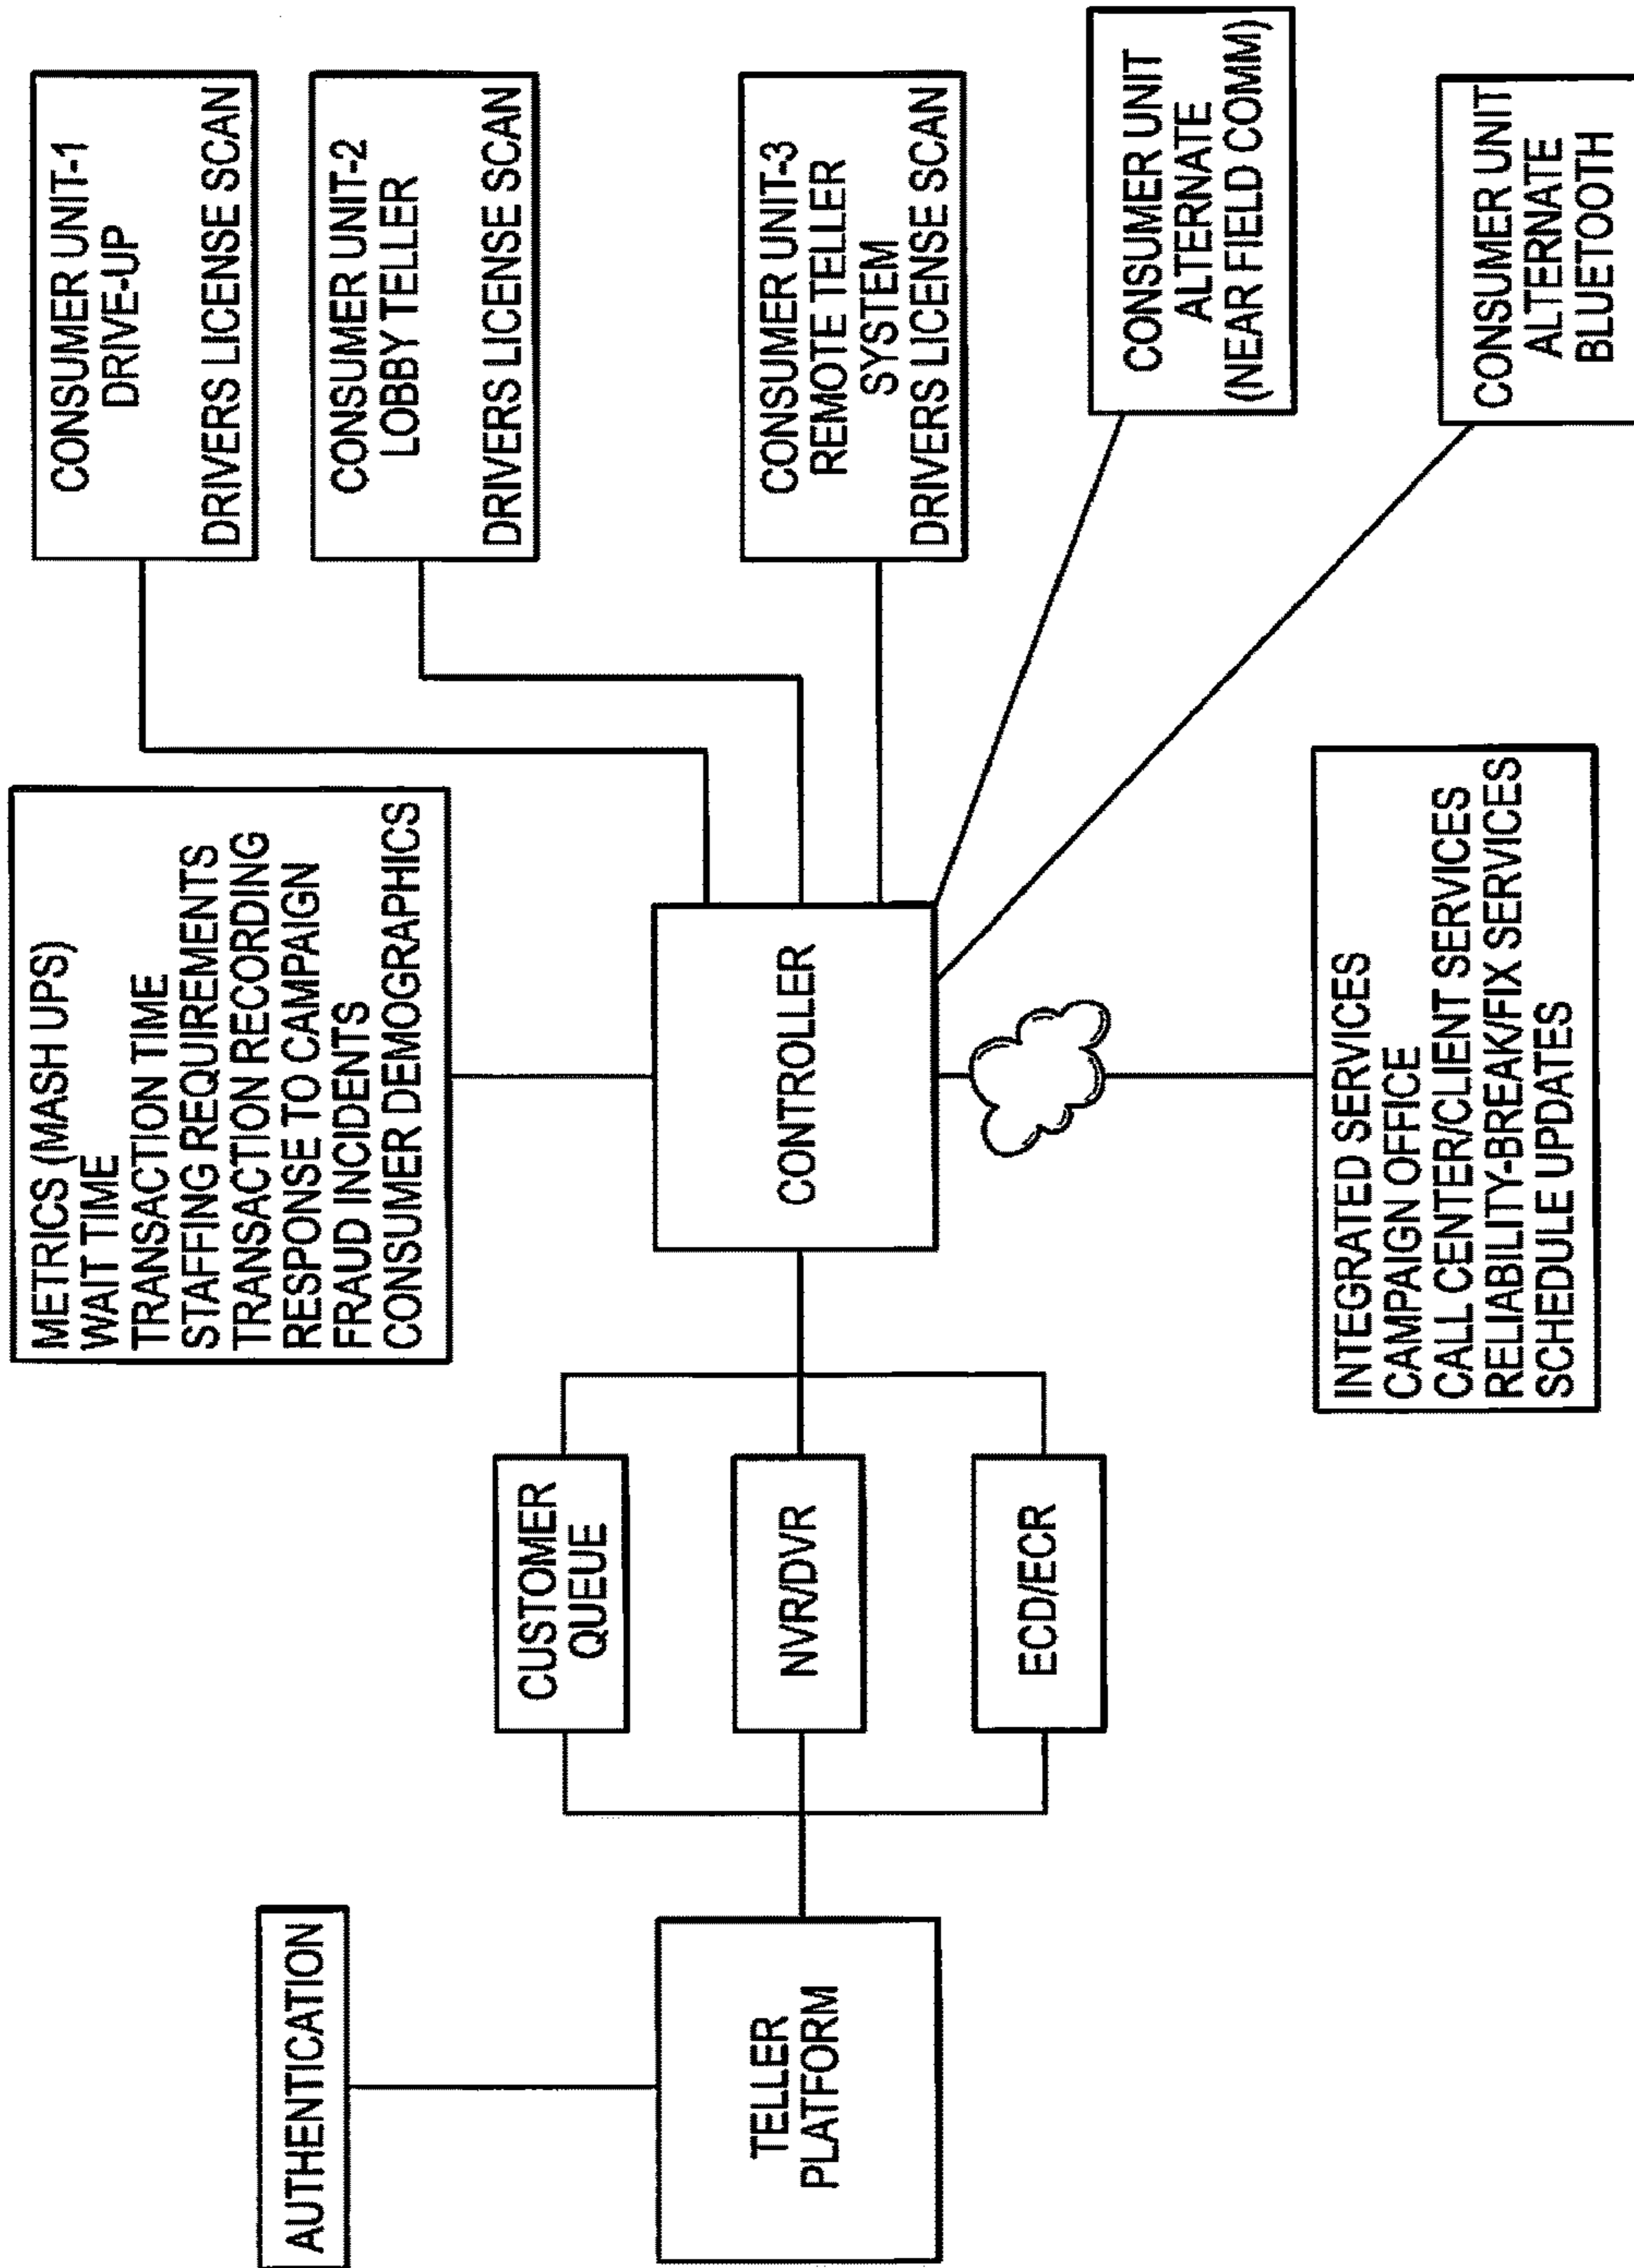 AUTHENTICATION
TELLER
PLATFORM
CUSTOMER
QUEUE
NVR/DVR
ECD/ECR
METRICS (MASH UPS)
WAIT TIME
TRANSACTION TIME
STAFFING REQUIREMENTS
TRANSACTION RECORDING
RESPONSE TO CAMPAIGN
FRAUD INCIDENTS
CONSUMER DEMOGRAPHICS
CONTROLLER
INTEGRATED SERVICES
CAMPAIGN OFFICE
CALL CENTER/CLIENT SERVICES
RELIABILITY-BREAK/FIX SERVICES
SCHEDULE UPDATES
CONSUMER UNIT-1
DRIVE-UP
DRIVERS LICENSE SCAN
CONSUMER UNIT-2
LOBBY TELLER
DRIVERS LICENSE SCAN
CONSUMER UNIT-3
REMOTE TELLER
SYSTEM
DRIVERS LICENSE SCAN
CONSUMER UNIT
ALTERNATE
(NEAR FIELD COMM)
CONSUMER UNIT
ALTERNATE
BLUETOOTH